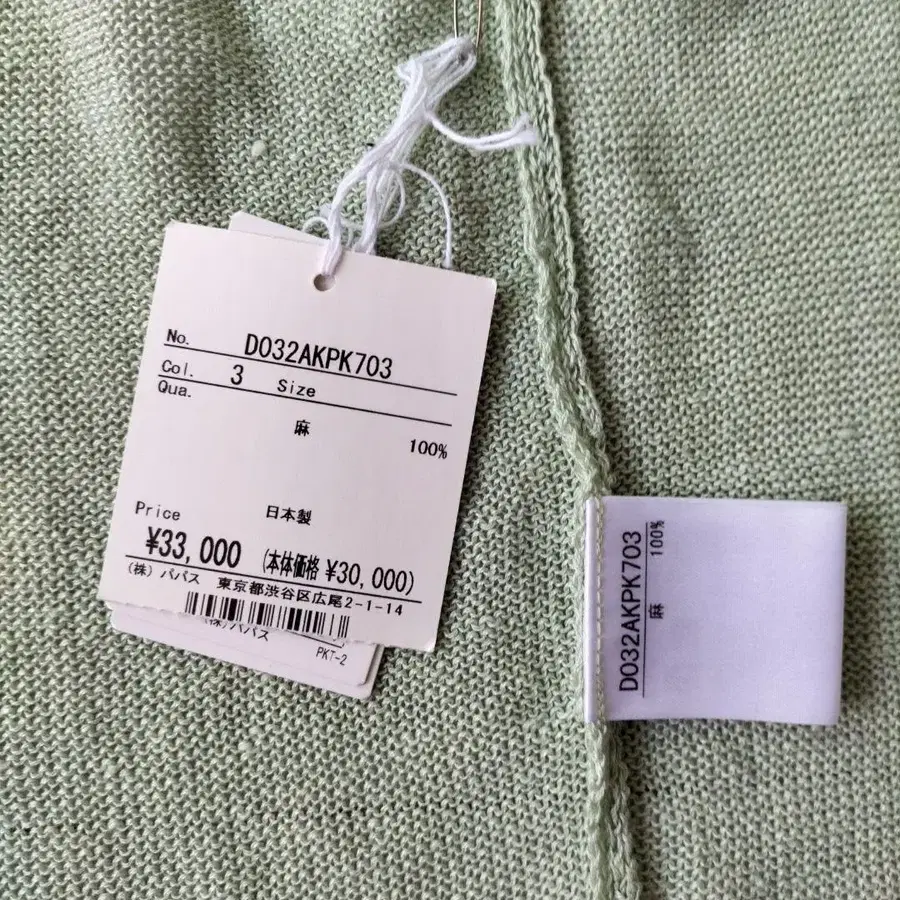 No. D032AKPK703
Col. 3 Size
Qua.
麻
100%
Price 日本製
¥33,000 (本体価格 ¥30,000)
(株) パパス 東京都渋谷区広尾2-1-14
(株)パパス
PKT-2
D032AKPK703
麻 100%